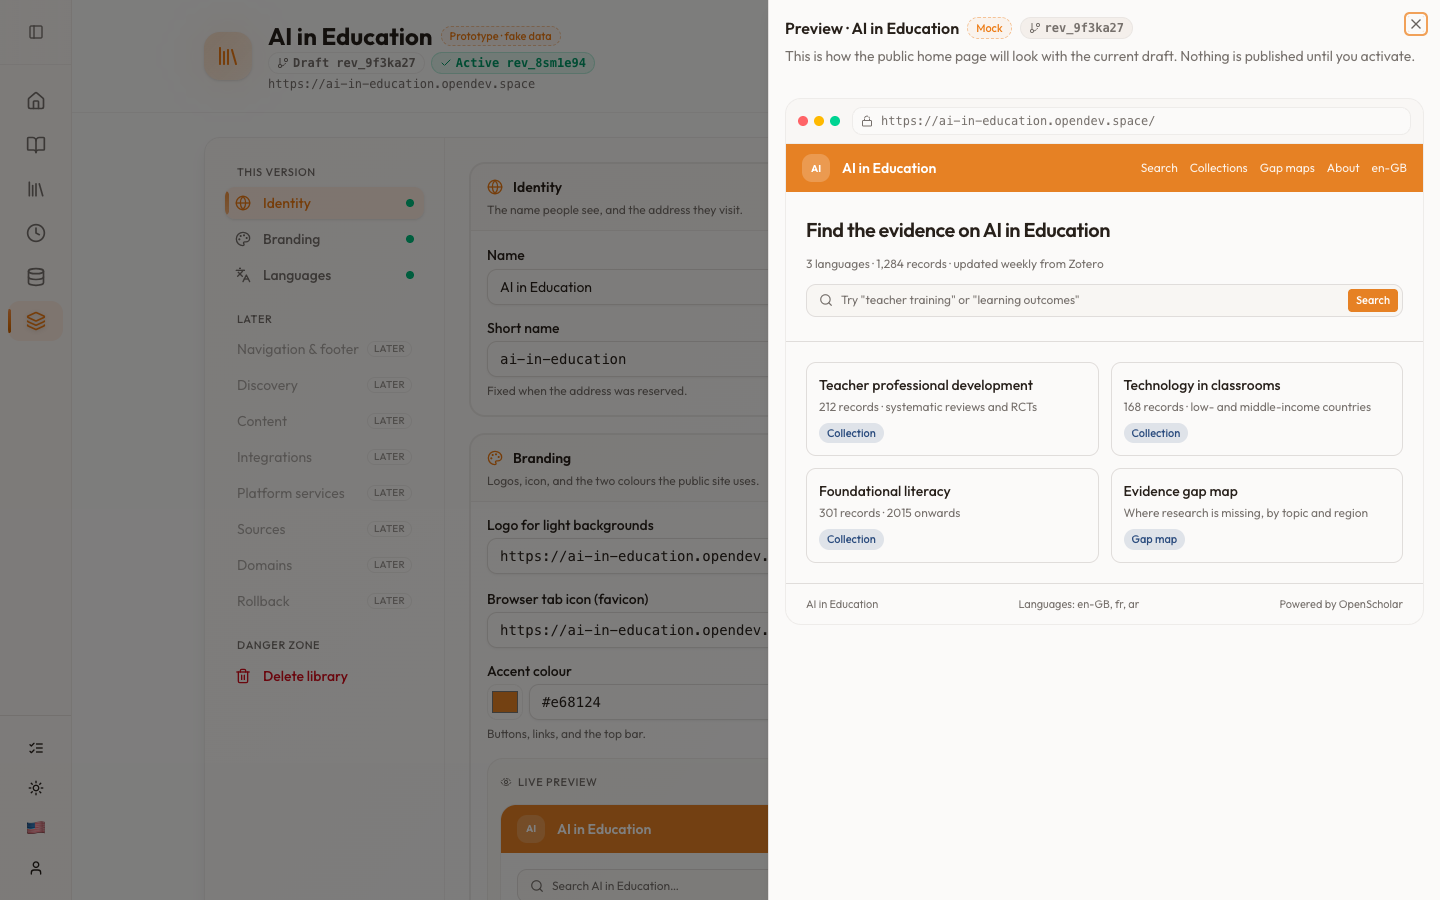 AI in Education
Prototype · fake data
Draft rev_9f3ka27
Active rev_8sm1e94
https://ai-in-education.opendev.space
THIS VERSION
Identity
Branding
Languages
LATER
Navigation & footer LATER
Discovery LATER
Content LATER
Integrations LATER
Platform services LATER
Sources LATER
Domains LATER
Rollback LATER
DANGER ZONE
Delete library
Identity
The name people see, and the address they visit.
Name
AI in Education
Short name
ai-in-education
Fixed when the address was reserved.
Branding
Logos, icon, and the two colours the public site uses.
Logo for light backgrounds
https://ai-in-education.opendev.
Browser tab icon (favicon)
https://ai-in-education.opendev.
Accent colour
#e68124
Buttons, links, and the top bar.
LIVE PREVIEW
AI
AI in Education
Search AI in Education...
Preview · AI in Education
Mock
rev_9f3ka27
This is how the public home page will look with the current draft. Nothing is published until you activate.
https://ai-in-education.opendev.space/
AI
AI in Education
Search Collections Gap maps About en-GB
Find the evidence on AI in Education
3 languages · 1,284 records · updated weekly from Zotero
Try "teacher training" or "learning outcomes"
Search
Teacher professional development
212 records · systematic reviews and RCTs
Collection
Technology in classrooms
168 records · low- and middle-income countries
Collection
Foundational literacy
301 records · 2015 onwards
Collection
Evidence gap map
Where research is missing, by topic and region
Gap map
AI in Education
Languages: en-GB, fr, ar
Powered by OpenScholar